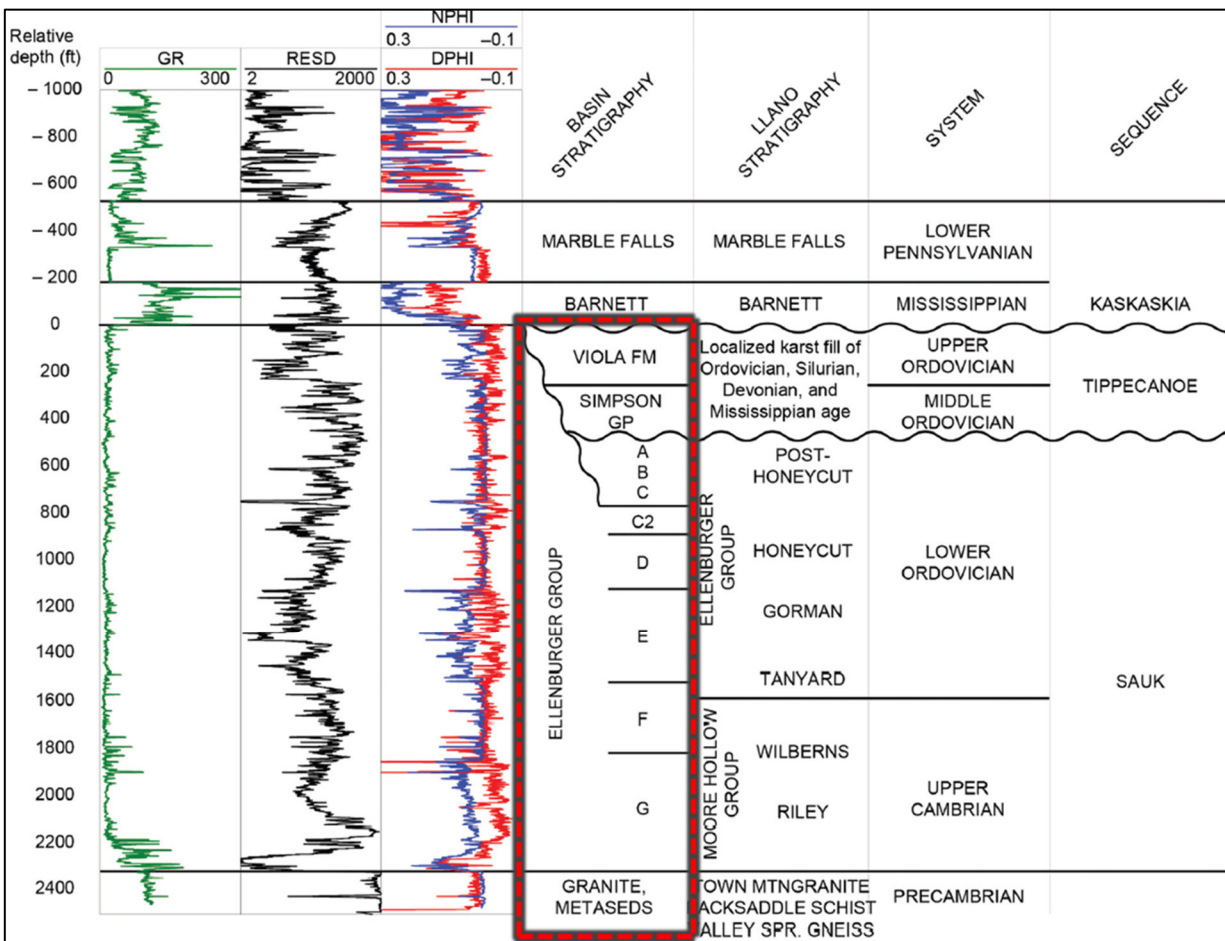 Relative
depth (ft)
GR
0 300
RESD
2 2000
NPHI
0.3 –0.1
DPHI
0.3 –0.1
BASIN
STRATIGRAPHY
LLANO
STRATIGRAPHY
SYSTEM
SEQUENCE
– 1000
– 800
– 600
– 400
– 200
0
200
400
600
800
1000
1200
1400
1600
1800
2000
2200
2400
MARBLE FALLS
MARBLE FALLS
LOWER
PENNSYLVANIAN
BARNETT
BARNETT
MISSISSIPPIAN
KASKASKIA
VIOLA FM
SIMPSON
GP
Localized karst fill of
Ordovician, Silurian,
Devonian, and
Mississippian age
UPPER
ORDOVICIAN
MIDDLE
ORDOVICIAN
TIPPECANOE
ELLENBURGER GROUP
A
B
C
C2
D
E
F
G
ELLENBURGER
GROUP
POST-
HONEYCUT
HONEYCUT
GORMAN
TANYARD
LOWER
ORDOVICIAN
SAUK
MOORE HOLLOW
GROUP
WILBERNS
RILEY
UPPER
CAMBRIAN
GRANITE,
METASEDS
TOWN MTNGRANITE
ACKSADDLE SCHIST
ALLEY SPR. GNEISS
PRECAMBRIAN